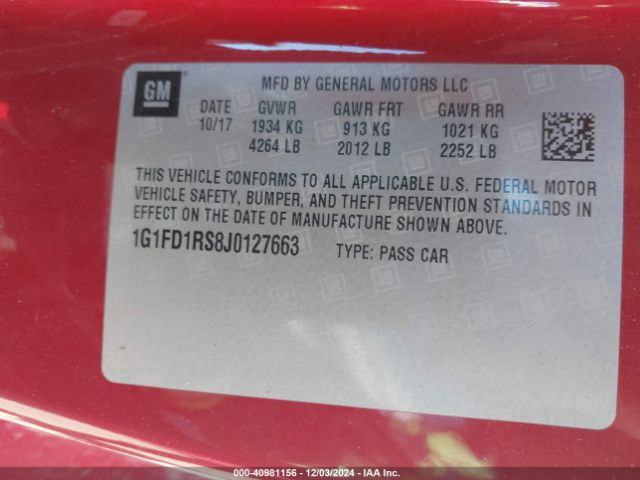 GM
MFD BY GENERAL MOTORS LLC
DATE GVWR GAWR FRT GAWR RR
10/17 1934 KG 913 KG 1021 KG
4264 LB 2012 LB 2252 LB
THIS VEHICLE CONFORMS TO ALL APPLICABLE U.S. FEDERAL MOTOR
VEHICLE SAFETY, BUMPER, AND THEFT PREVENTION STANDARDS IN
EFFECT ON THE DATE OF MANUFACTURE SHOWN ABOVE.
1G1FD1RS8J0127663 TYPE: PASS CAR
000-40981156 - 12/03/2024 - IAA Inc.